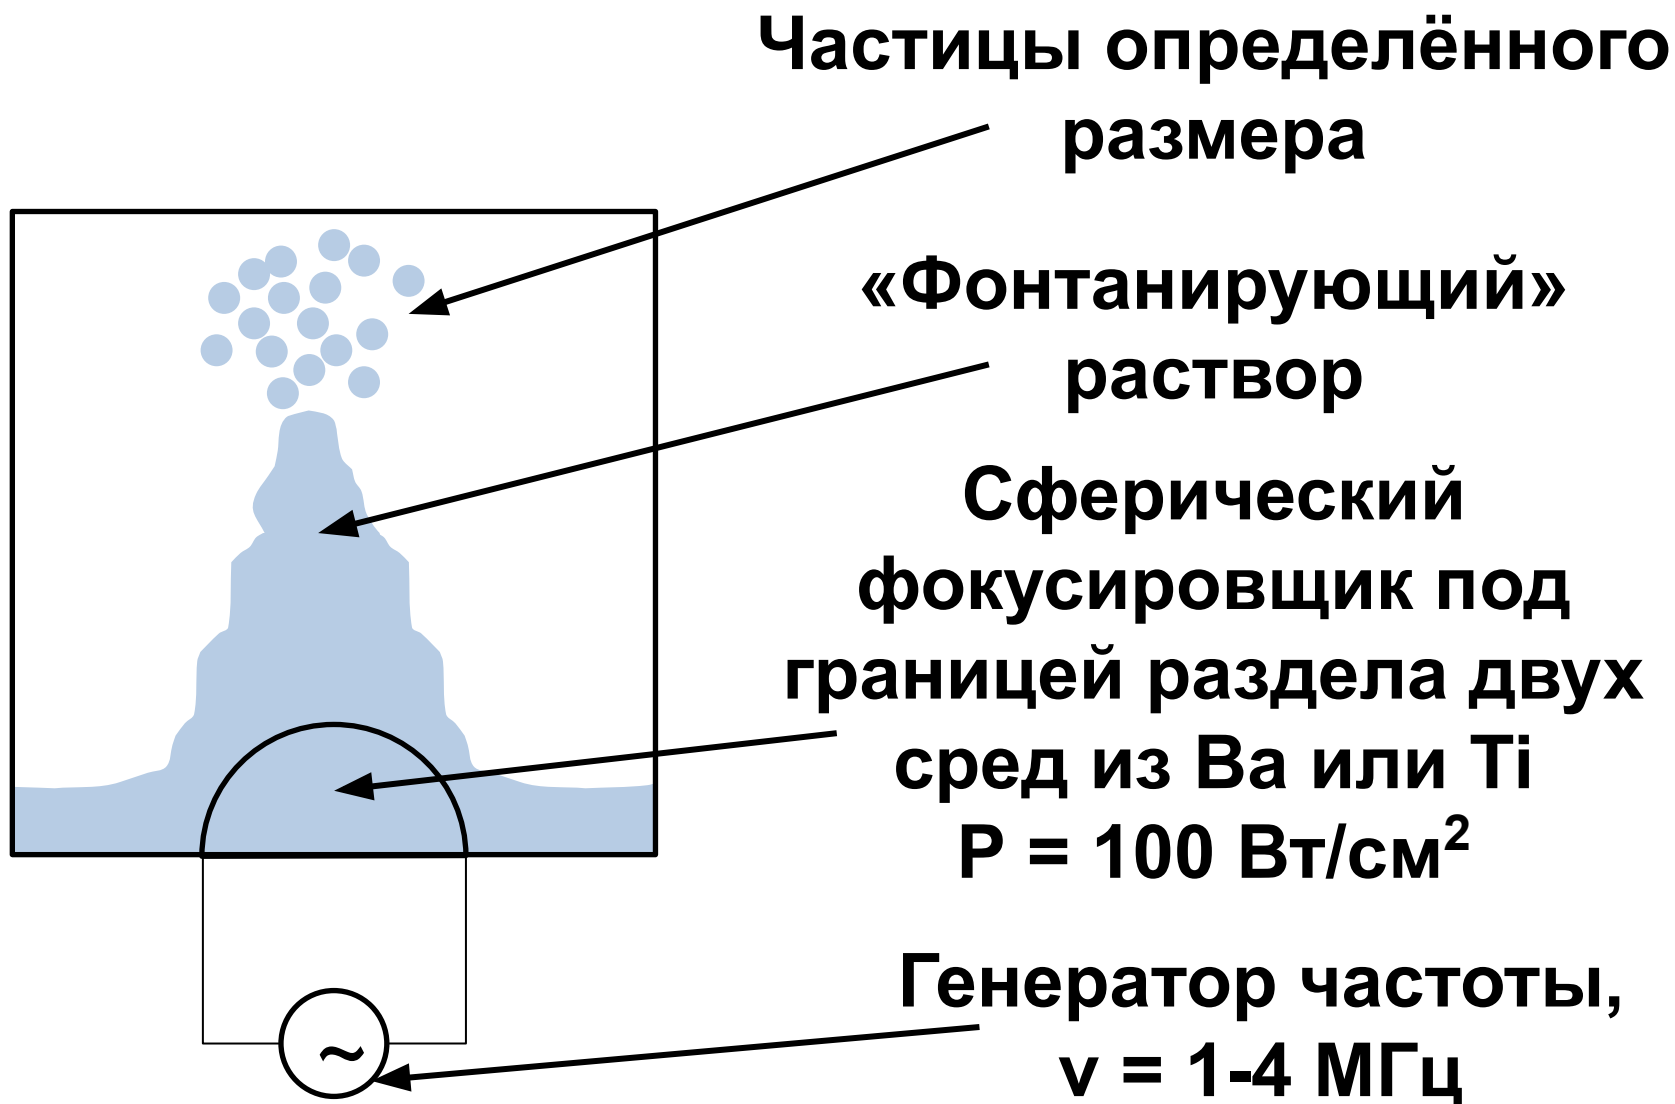 Частицы определённого
размера
«Фонтанирующий»
раствор
Сферический
фокусировщик под
границей раздела двух
сред из Ba или Ti
P = 100 Вт/см²
Генератор частоты,
ν = 1-4 МГц
~